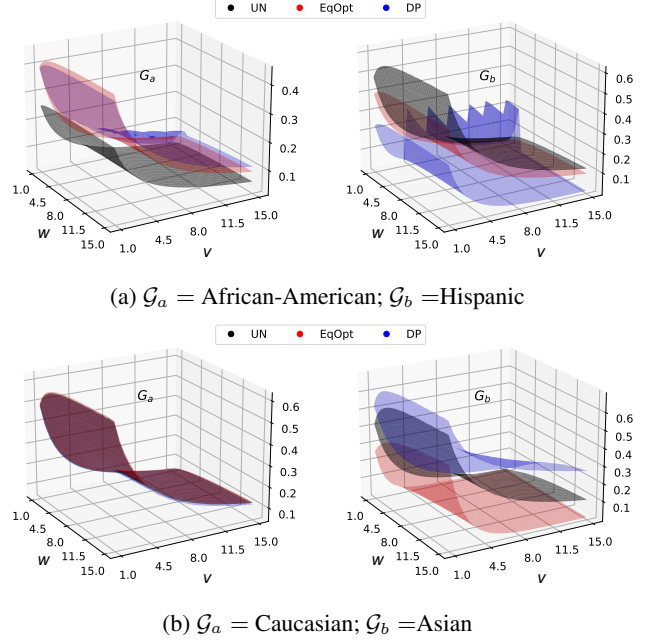 UN EqOpt DP
G_a
0.4
0.3
0.2
0.1
1.0 4.5 8.0 11.5 15.0
w
1.0 4.5 8.0 11.5 15.0
v
G_b
0.6
0.5
0.4
0.3
0.2
0.1
1.0 4.5 8.0 11.5 15.0
w
1.0 4.5 8.0 11.5 15.0
v
(a) 𝒢_a = African-American; 𝒢_b =Hispanic
UN EqOpt DP
G_a
0.6
0.5
0.4
0.3
0.2
0.1
1.0 4.5 8.0 11.5 15.0
w
1.0 4.5 8.0 11.5 15.0
v
UN EqOpt DP
G_b
0.6
0.5
0.4
0.3
0.2
0.1
1.0 4.5 8.0 11.5 15.0
w
1.0 4.5 8.0 11.5 15.0
v
(b) 𝒢_a = Caucasian; 𝒢_b =Asian